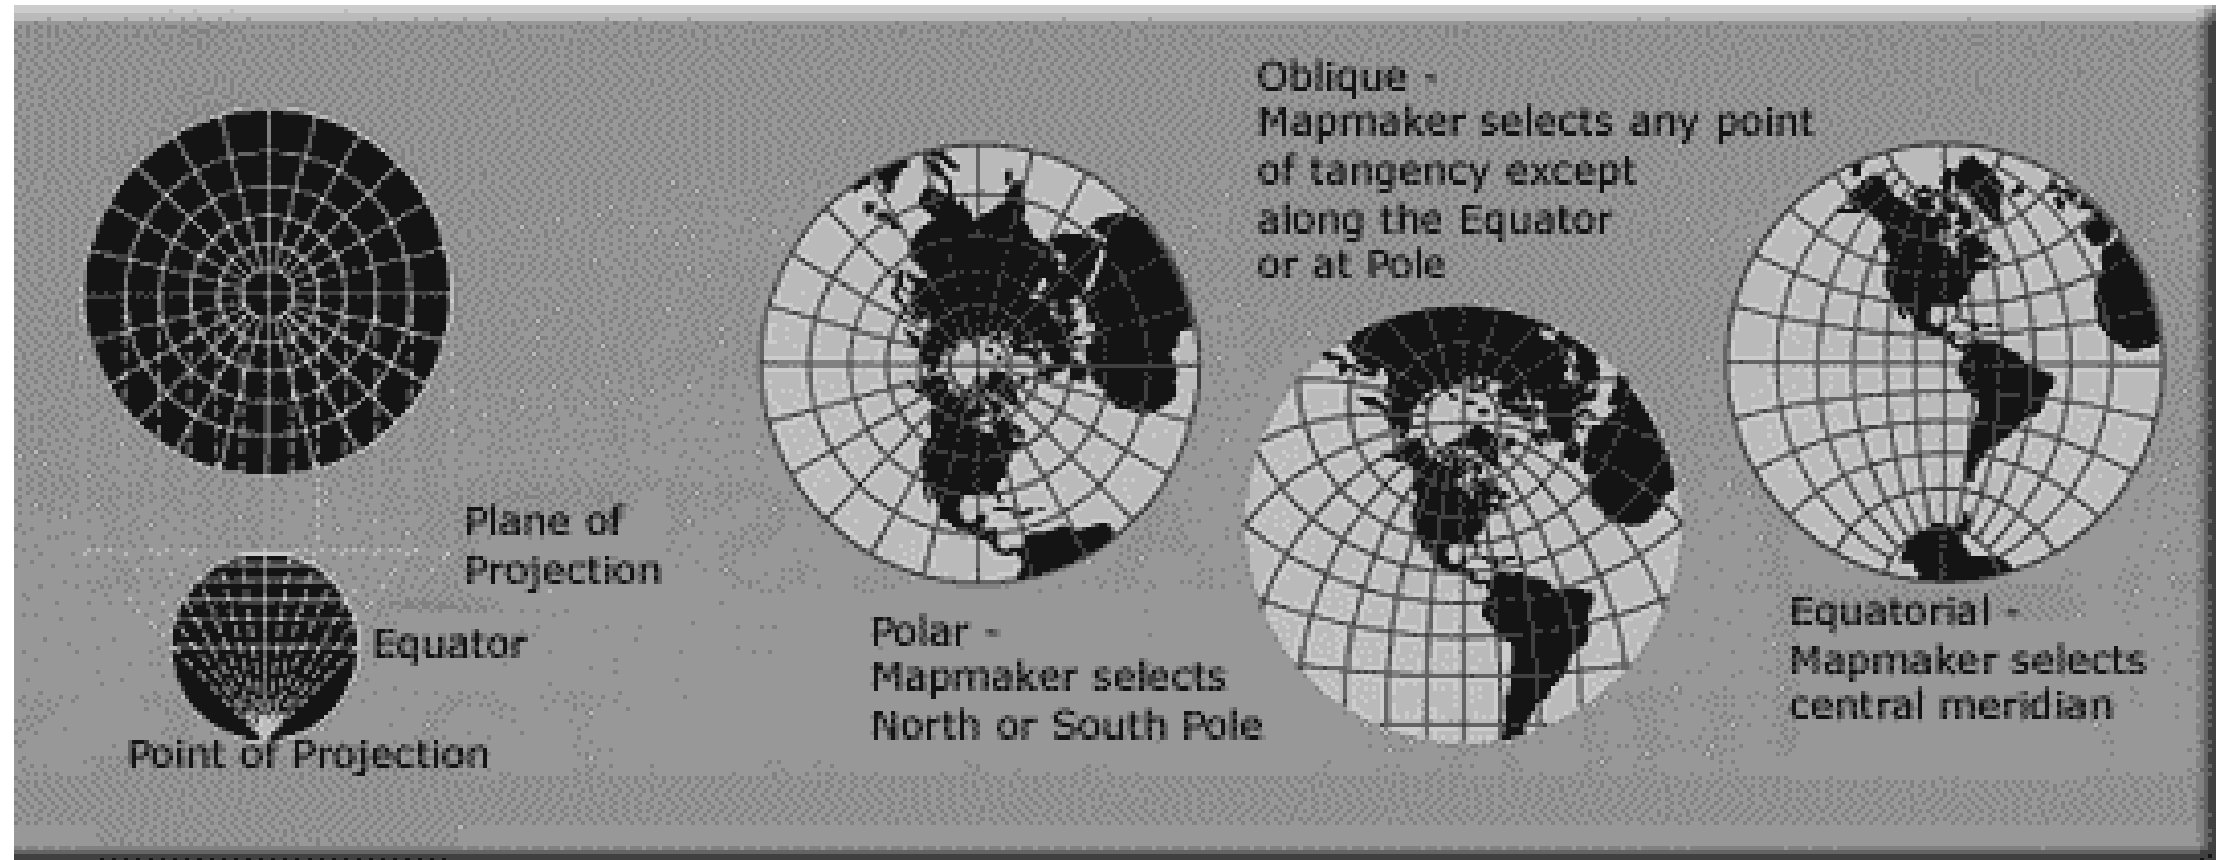 Oblique -
Mapmaker selects any point
of tangency except
along the Equator
or at Pole
Plane of
Projection
Equator
Point of Projection
Polar -
Mapmaker selects
North or South Pole
Equatorial -
Mapmaker selects
central meridian